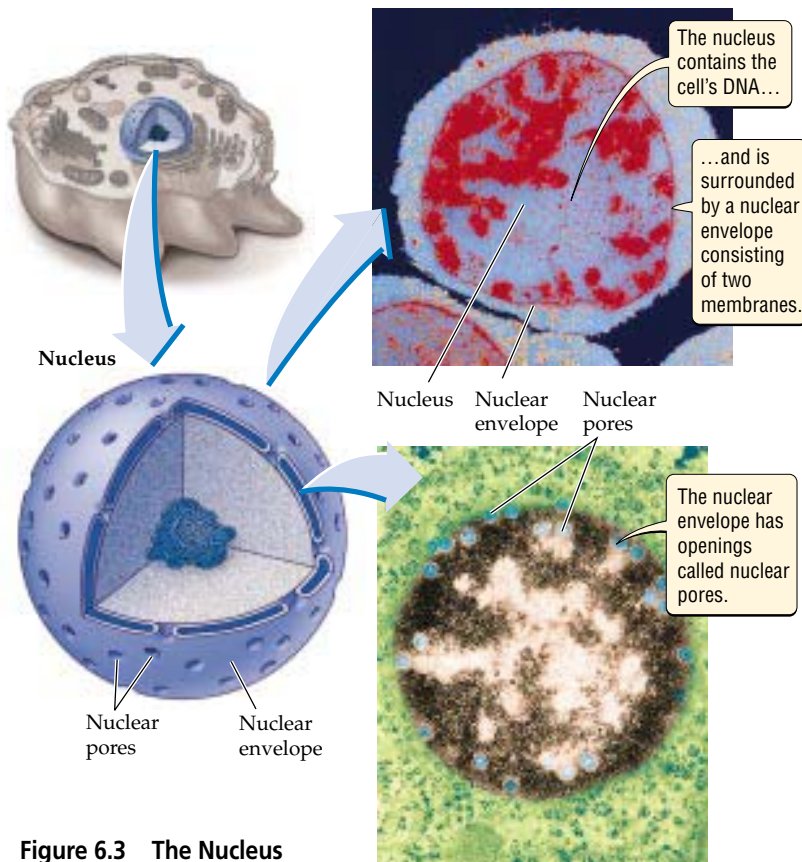 The nucleus
contains the
cell's DNA…
…and is
surrounded
by a nuclear
envelope
consisting
of two
membranes.
Nucleus
Nucleus
Nuclear
envelope
Nuclear
pores
The nuclear
envelope has
openings
called nuclear
pores.
Nuclear
pores
Nuclear
envelope
Figure 6.3 The Nucleus